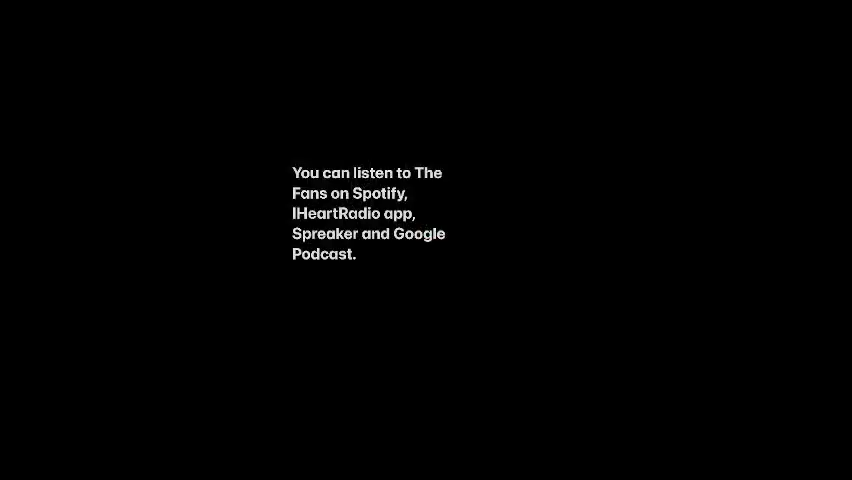 You can listen to The
Fans on Spotify,
IHeartRadio app,
Spreaker and Google
Podcast.